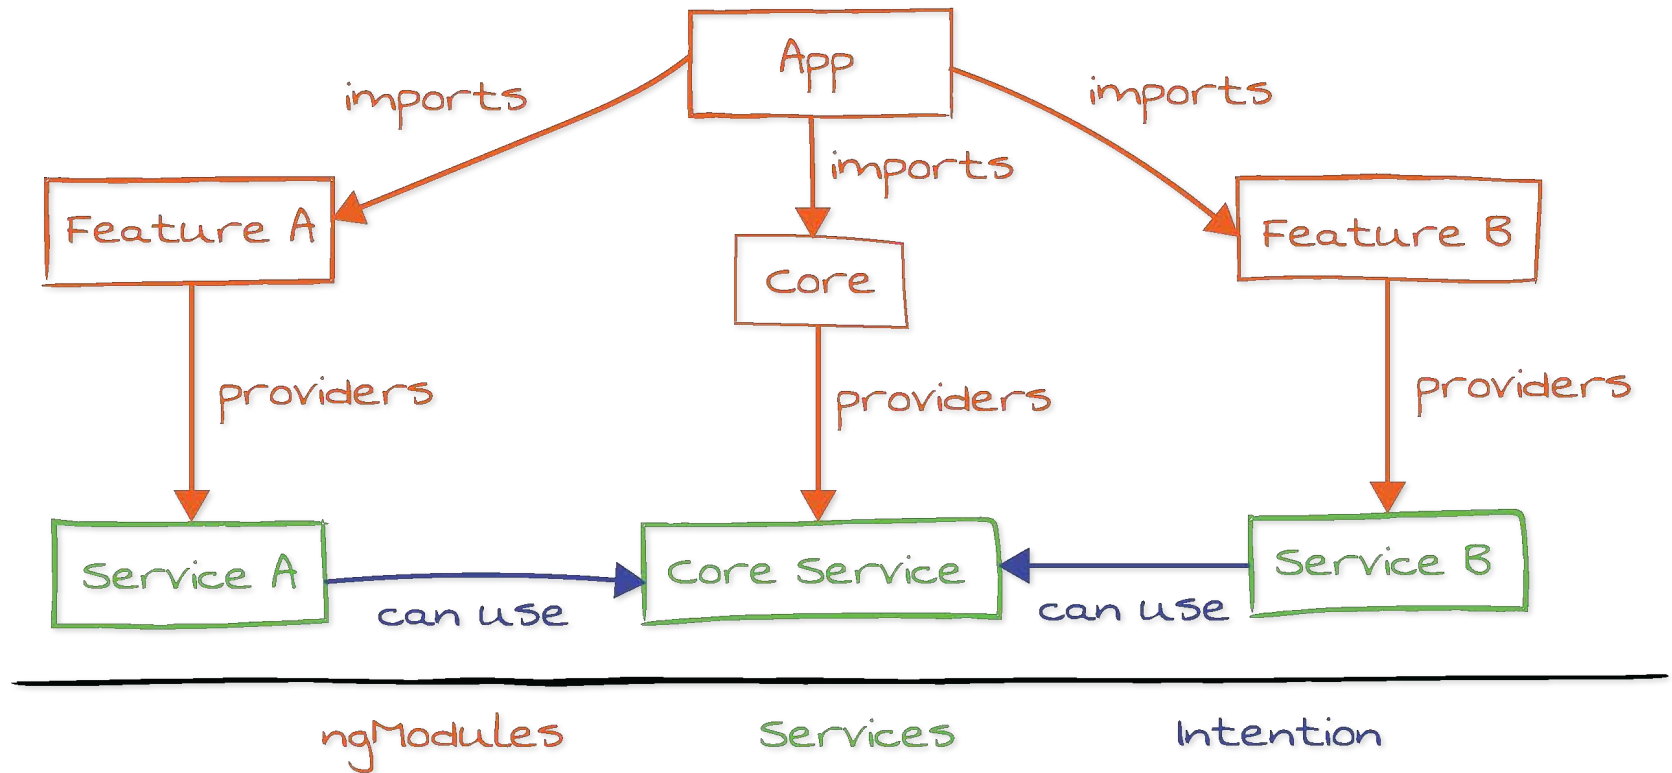 App
imports
imports
imports
Feature A
Core
Feature B
providers
providers
providers
Service A
Core Service
Service B
can use
can use
ngModules
Services
Intention